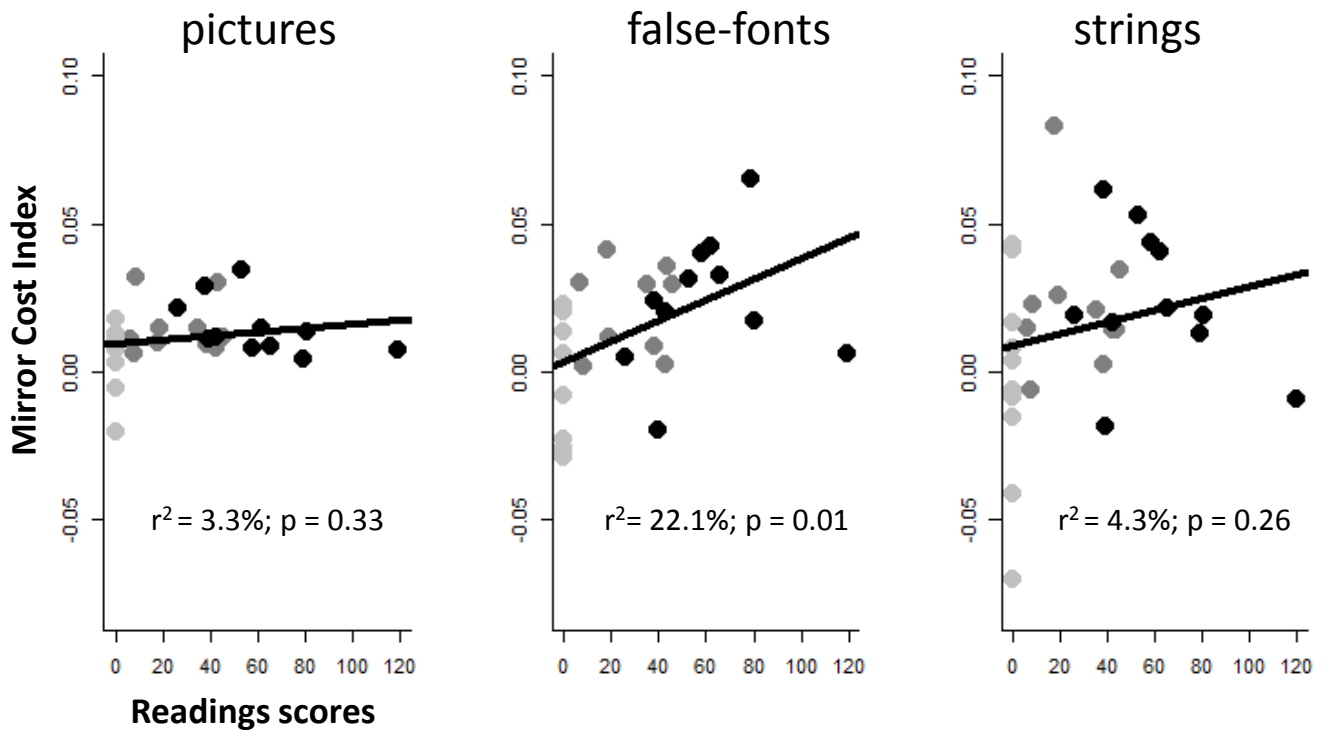 pictures false-fonts strings
Mirror Cost Index
0.10 0.10 0.10
0.05 0.05 0.05
0.00 0.00 0.00
-0.05 -0.05 -0.05
r² = 3.3%; p = 0.33 r²= 22.1%; p = 0.01 r² = 4.3%; p = 0.26
0 20 40 60 80 100 120 0 20 40 60 80 100 120 0 20 40 60 80 100 120
Readings scores